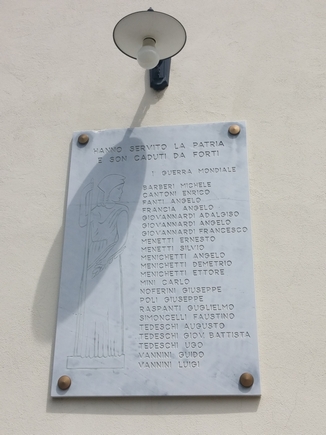 HANNO SERVITO LA PATRIA
E SON CADUTI DA FORTI
I GUERRA MONDIALE
BARBERI MICHELE
CANTONI ENRICO
FANTI ANGELO
FRANCIA ANGELO
GIOVANNARDI ADALGISO
GIOVANNARDI ANGELO
GIOVANNARDI FRANCESCO
MENETTI ERNESTO
MENETTI SILVIO
MENICHETTI ANGELO
MENICHETTI DEMETRIO
MENICHETTI ETTORE
MINI CARLO
NOFERINI GIUSEPPE
POLI GIUSEPPE
RASPANTI GUGLIELMO
SIMONCELLI FAUSTINO
TEDESCHI AUGUSTO
TEDESCHI GIOV. BATTISTA
TEDESCHI UGO
VANNINI GUIDO
VANNINI LUIGI